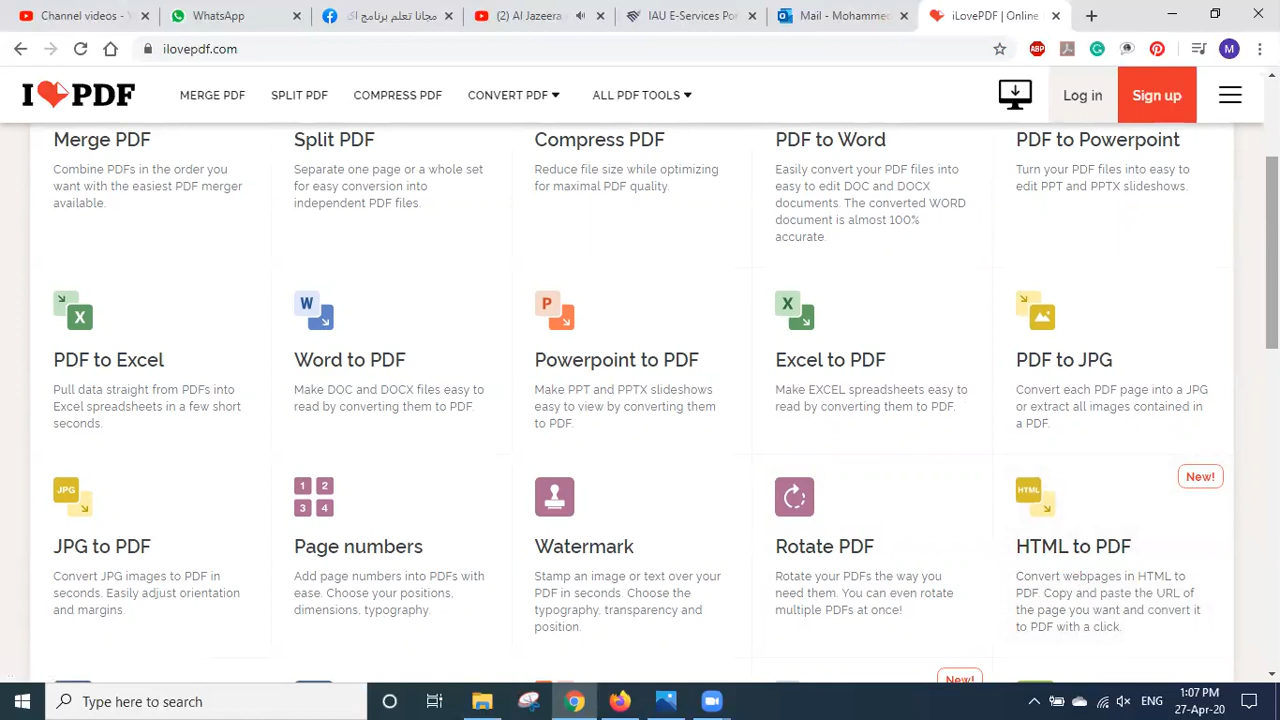 Channel videos - Y
WhatsApp
مجانا تعلم برنامج اي
(2) Al Jazeera
IAU E-Services Por
Mail - Mohammed
iLovePDF | Online
ilovepdf.com
ABP
M
I PDF
MERGE PDF
SPLIT PDF
COMPRESS PDF
CONVERT PDF
ALL PDF TOOLS
Log in
Sign up
Merge PDF
Combine PDFs in the order you
want with the easiest PDF merger
available.
Split PDF
Separate one page or a whole set
for easy conversion into
independent PDF files.
Compress PDF
Reduce file size while optimizing
for maximal PDF quality.
PDF to Word
Easily convert your PDF files into
easy to edit DOC and DOCX
documents. The converted WORD
document is almost 100%
accurate.
PDF to Powerpoint
Turn your PDF files into easy to
edit PPT and PPTX slideshows.
X
PDF to Excel
Pull data straight from PDFs into
Excel spreadsheets in a few short
seconds.
W
Word to PDF
Make DOC and DOCX files easy to
read by converting them to PDF.
P
Powerpoint to PDF
Make PPT and PPTX slideshows
easy to view by converting them
to PDF.
X
Excel to PDF
Make EXCEL spreadsheets easy to
read by converting them to PDF.
PDF to JPG
Convert each PDF page into a JPG
or extract all images contained in
a PDF.
JPG
JPG to PDF
Convert JPG images to PDF in
seconds. Easily adjust orientation
and margins.
1 2
3 4
Page numbers
Add page numbers into PDFs with
ease. Choose your positions,
dimensions, typography.
Watermark
Stamp an image or text over your
PDF in seconds. Choose the
typography, transparency and
position.
Rotate PDF
Rotate your PDFs the way you
need them. You can even rotate
multiple PDFs at once!
New!
HTML
HTML to PDF
Convert webpages in HTML to
PDF. Copy and paste the URL of
the page you want and convert it
to PDF with a click.
New!
Type here to search
ENG
1:07 PM
27-Apr-20